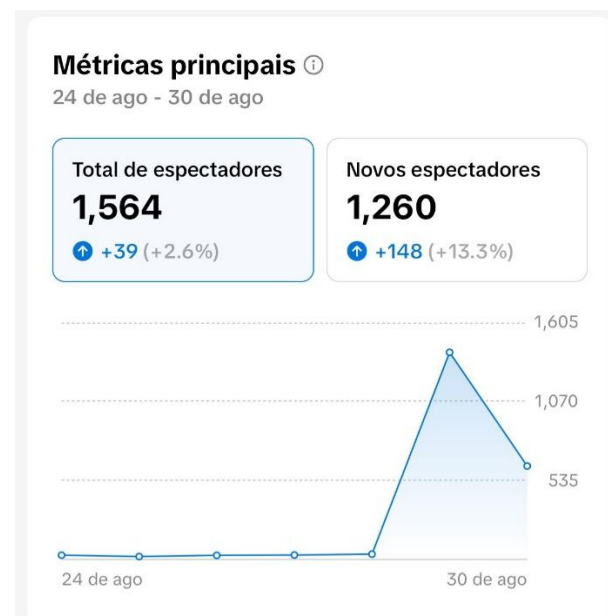 Métricas principais
24 de ago - 30 de ago
Total de espectadores
1,564
+39 (+2.6%)
Novos espectadores
1,260
+148 (+13.3%)
1,605
1,070
535
24 de ago
30 de ago